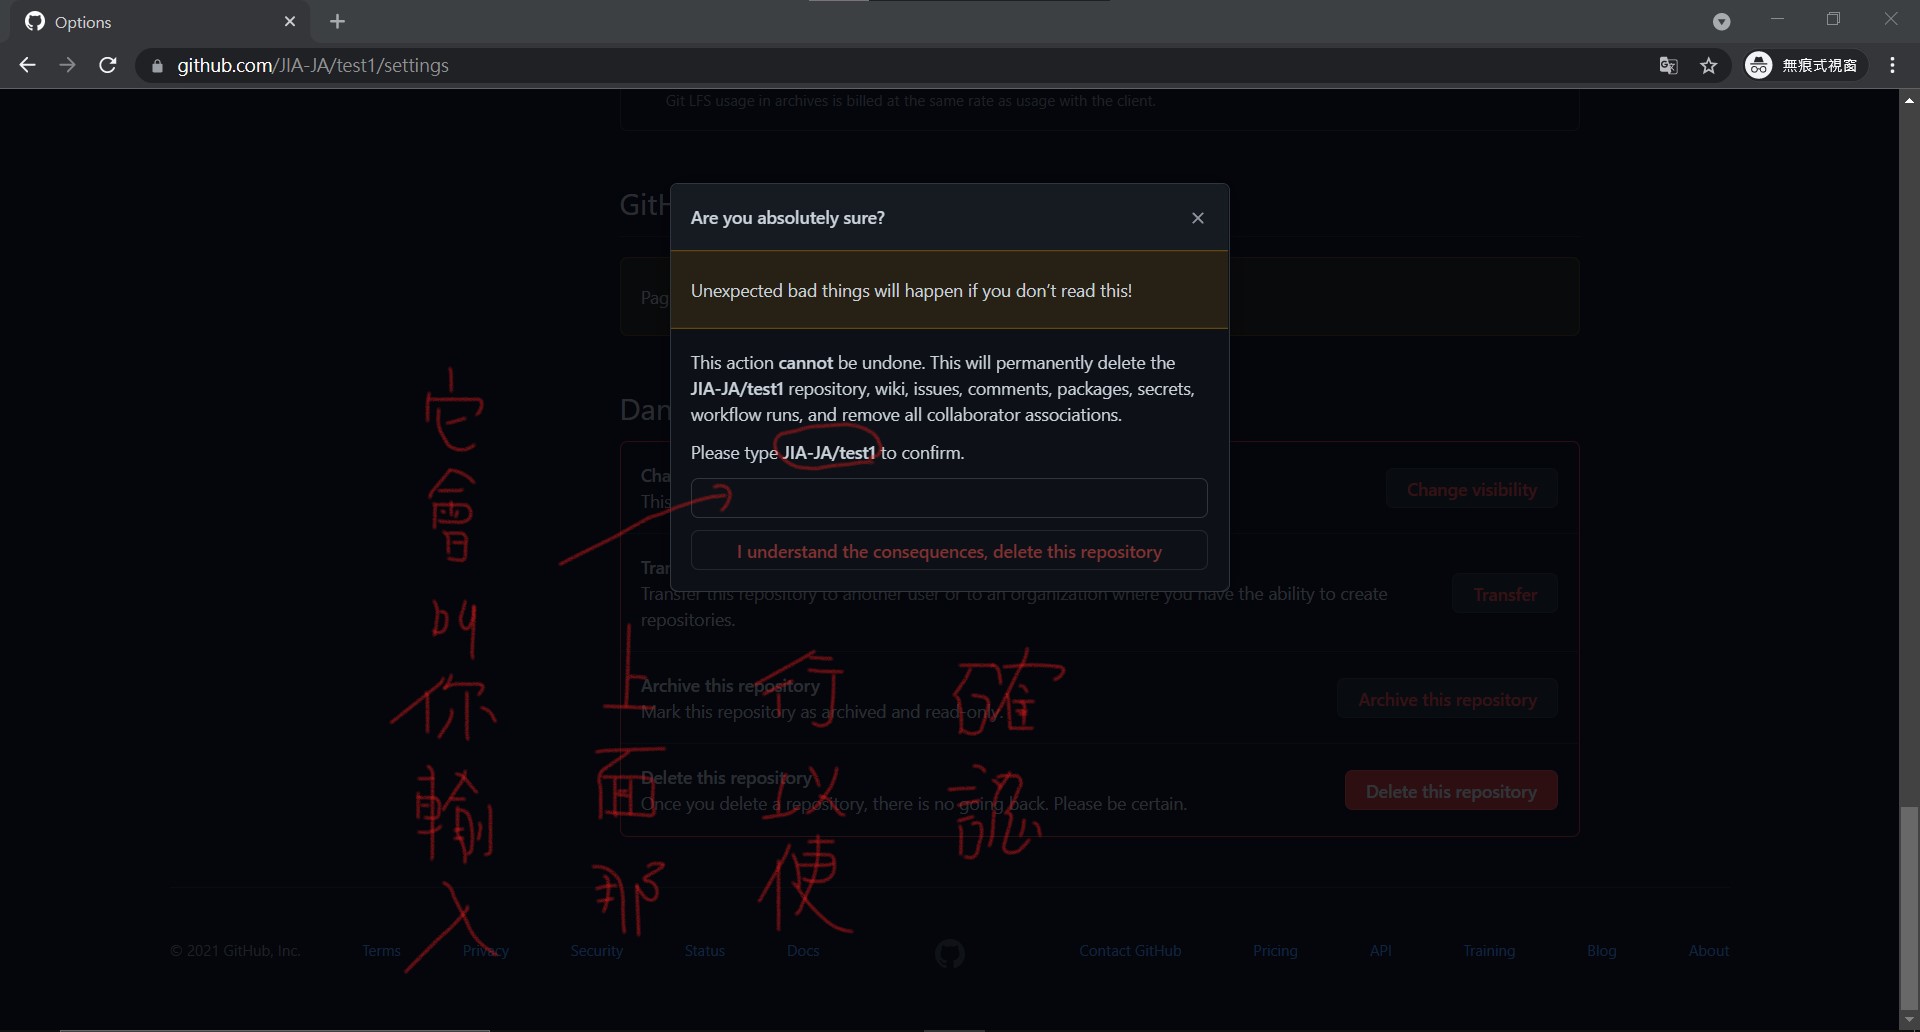 Options
github.com/JIA-JA/test1/settings
無痕式視窗
Git LFS usage in archives is billed at the same rate as usage with the client.
GitH
Are you absolutely sure?
Unexpected bad things will happen if you don’t read this!
Pag
This action cannot be undone. This will permanently delete the
JIA-JA/test1 repository, wiki, issues, comments, packages, secrets,
workflow runs, and remove all collaborator associations.
Dan
Please type JIA-JA/test1 to confirm.
Cha
This
Change visibility
I understand the consequences, delete this repository
Tran
Transfer this repository to another user or to an organization where you have the ability to create
repositories.
Transfer
Archive this repository
Mark this repository as archived and read-only.
Archive this repository
Delete this repository
Once you delete a repository, there is no going back. Please be certain.
Delete this repository
它會叫你輸入
上面那
行以便
確認
© 2021 GitHub, Inc.
Terms
Privacy
Security
Status
Docs
Contact GitHub
Pricing
API
Training
Blog
About